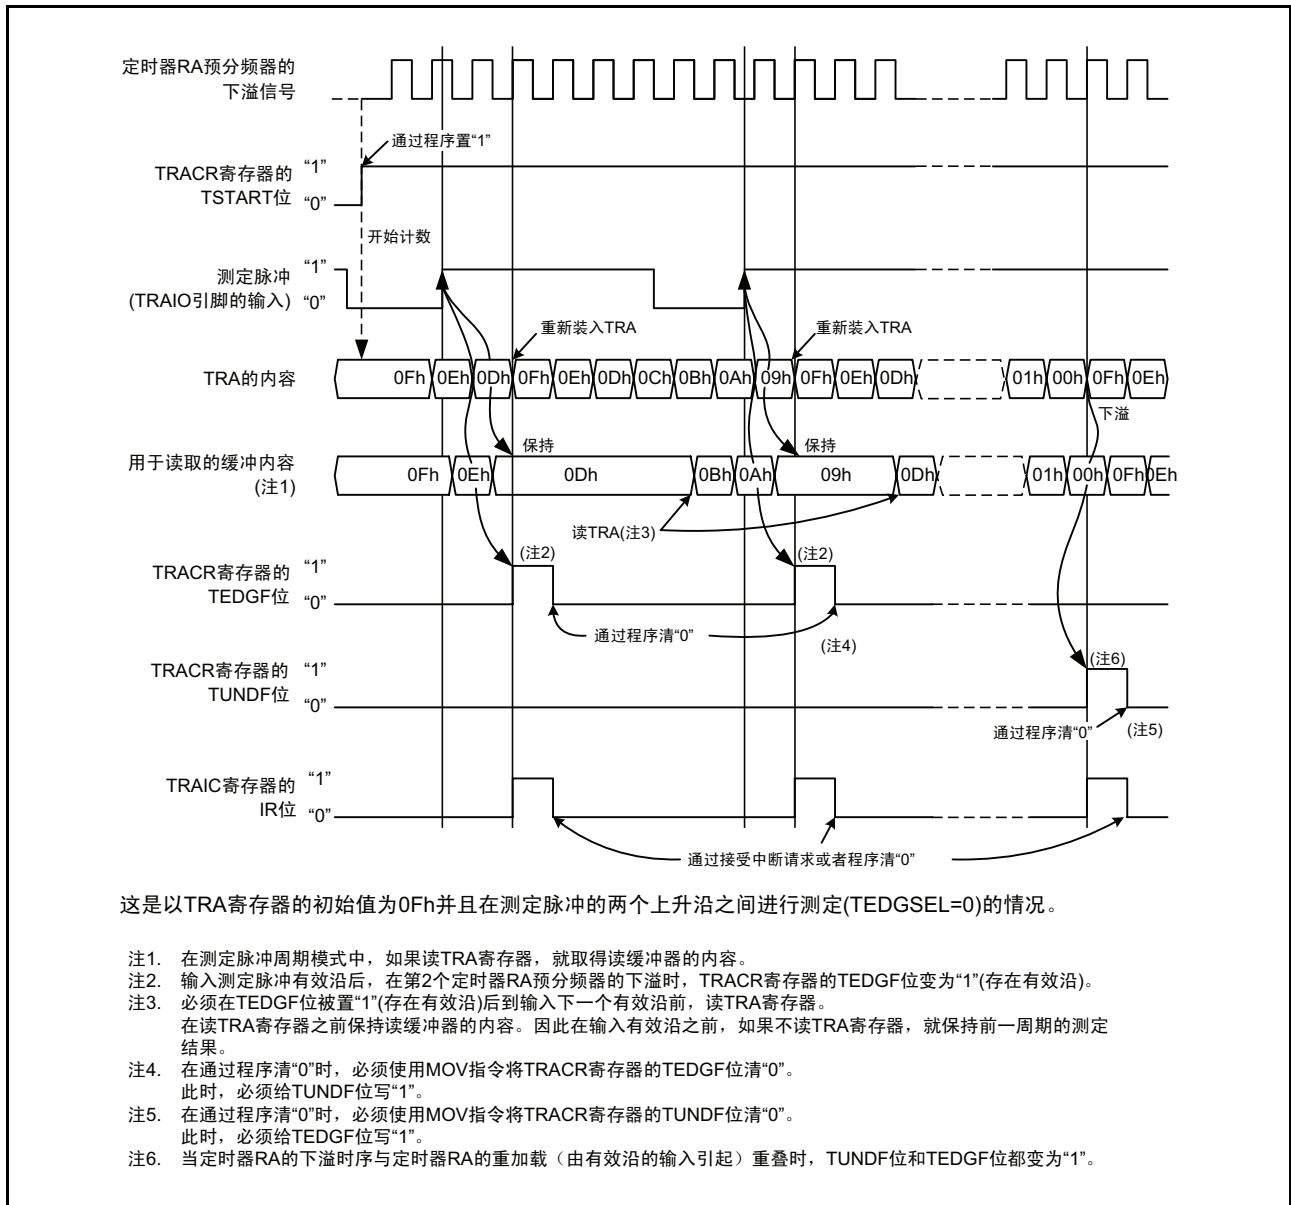 定时器RA预分频器的
下溢信号
通过程序置“1”
TRACR寄存器的 “1”
TSTART位 “0”
开始计数
测定脉冲 “1”
(TRAIO引脚的输入) “0”
重新装入TRA 重新装入TRA
TRA的内容 0Fh 0Eh 0Dh 0Fh 0Eh 0Dh 0Ch 0Bh 0Ah 09h 0Fh 0Eh 0Dh 01h 00h 0Fh 0Eh
下溢
保持 保持
用于读取的缓冲内容 0Fh 0Eh 0Dh 0Bh 0Ah 09h 0Dh 01h 00h 0Fh 0Eh
(注1)
读TRA(注3)
(注2) (注2)
TRACR寄存器的 “1”
TEDGF位 “0”
通过程序清“0”
(注4)
TRACR寄存器的 “1” (注6)
TUNDF位 “0”
通过程序清“0” (注5)
TRAIC寄存器的 “1”
IR位 “0”
通过接受中断请求或者程序清“0”
这是以TRA寄存器的初始值为0Fh并且在测定脉冲的两个上升沿之间进行测定(TEDGSEL=0)的情况。
注1. 在测定脉冲周期模式中，如果读TRA寄存器，就取得读缓冲器的内容。
注2. 输入测定脉冲有效沿后，在第2个定时器RA预分频器的下溢时，TRACR寄存器的TEDGF位变为“1”(存在有效沿)。
注3. 必须在TEDGF位被置“1”(存在有效沿)后到输入下一个有效沿前，读TRA寄存器。
在读TRA寄存器之前保持读缓冲器的内容。因此在输入有效沿之前，如果不读TRA寄存器，就保持前一周期的测定
结果。
注4. 在通过程序清“0”时，必须使用MOV指令将TRACR寄存器的TEDGF位清“0”。
此时，必须给TUNDF位写“1”。
注5. 在通过程序清“0”时，必须使用MOV指令将TRACR寄存器的TUNDF位清“0”。
此时，必须给TEDGF位写“1”。
注6. 当定时器RA的下溢时序与定时器RA的重加载（由有效沿的输入引起）重叠时，TUNDF位和TEDGF位都变为“1”。